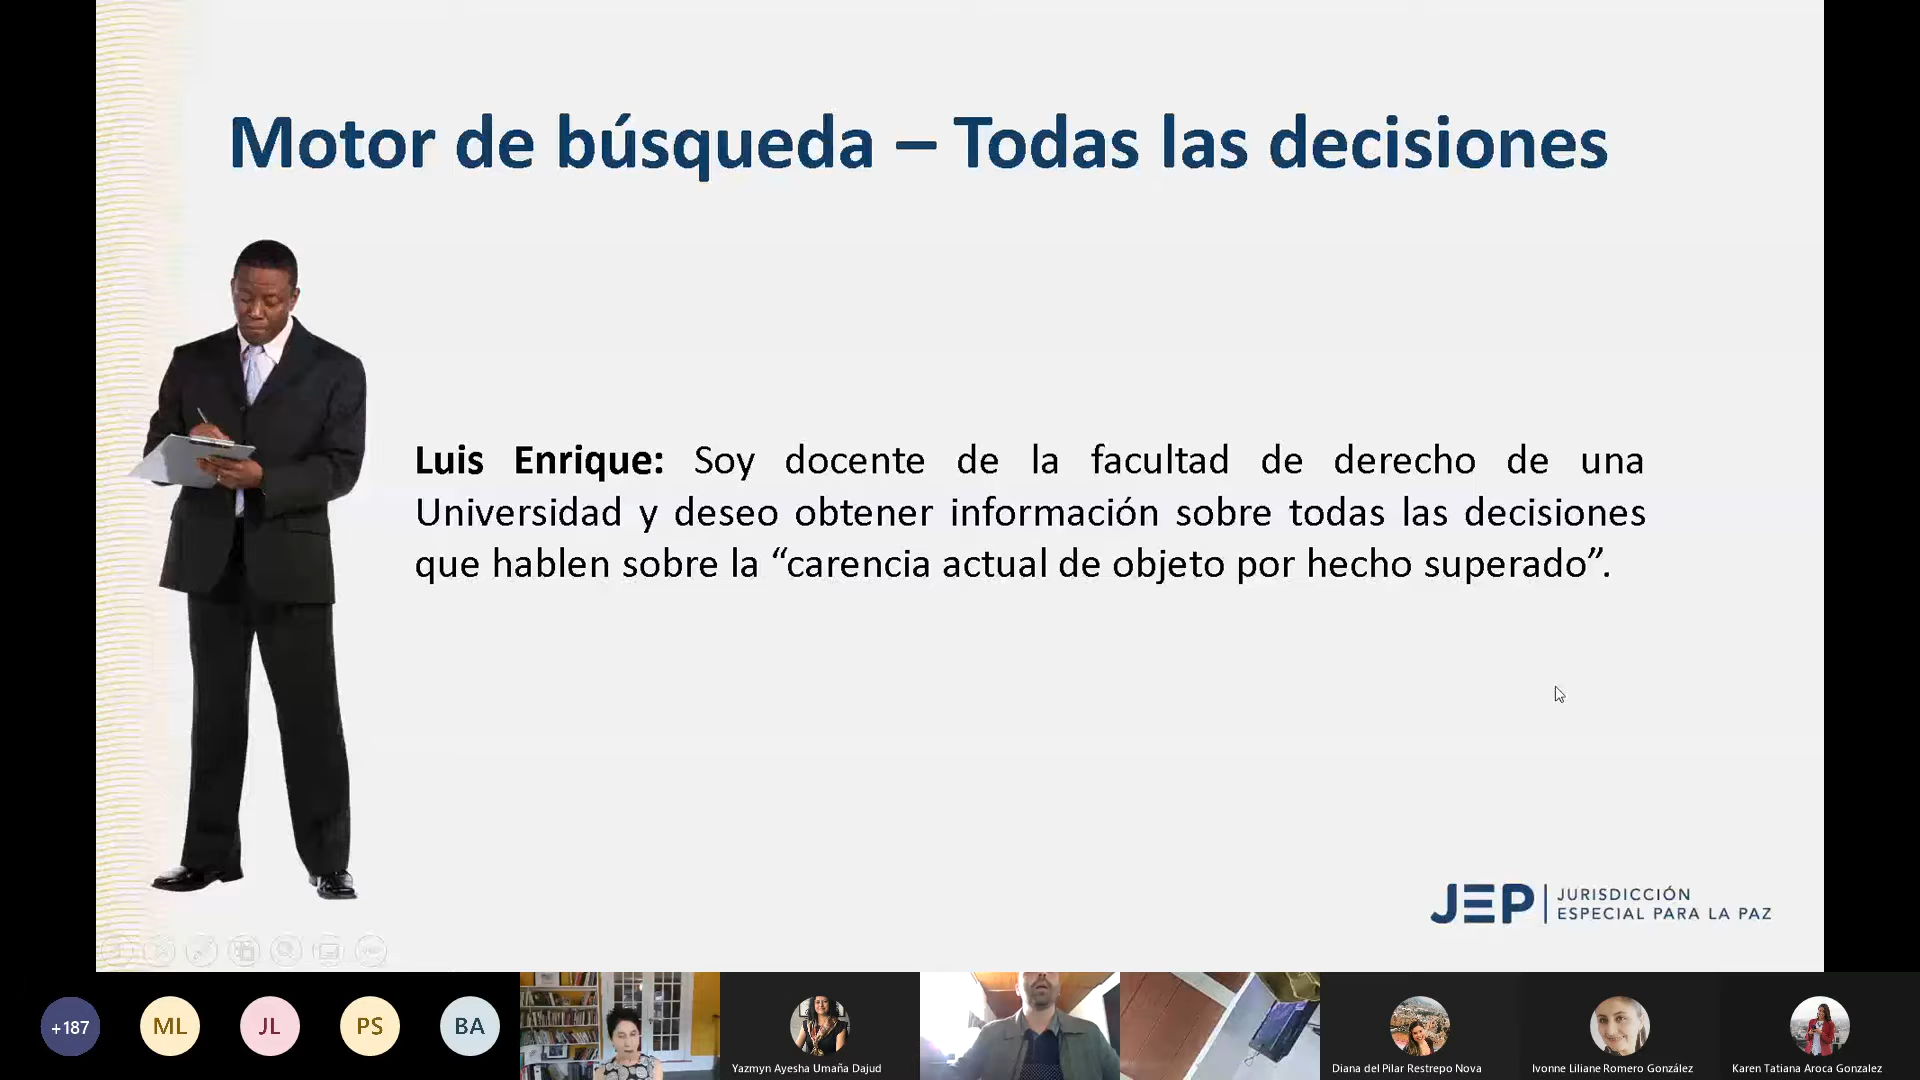 Motor de búsqueda – Todas las decisiones
Luis Enrique: Soy docente de la facultad de derecho de una
Universidad y deseo obtener información sobre todas las decisiones
que hablen sobre la “carencia actual de objeto por hecho superado”.
JEP JURISDICCIÓN
ESPECIAL PARA LA PAZ
+187
ML
JL
PS
BA
Yazmyn Ayesha Umaña Dajud
Diana del Pilar Restrepo Nova
Ivonne Liliane Romero González
Karen Tatiana Aroca Gonzalez